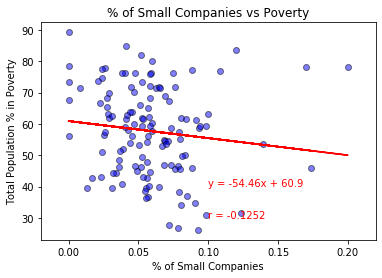 % of Small Companies vs Poverty
Total Population % in Poverty
90
80
70
60
50
40
30
y = -54.46x + 60.9
r = -0.1252
0.00 0.05 0.10 0.15 0.20
% of Small Companies